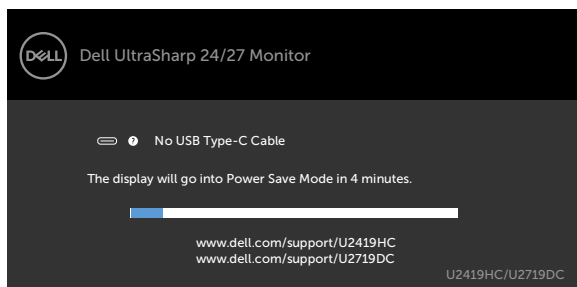 DELL Dell UltraSharp 24/27 Monitor
? No USB Type-C Cable
The display will go into Power Save Mode in 4 minutes.
www.dell.com/support/U2419HC
www.dell.com/support/U2719DC
U2419HC/U2719DC